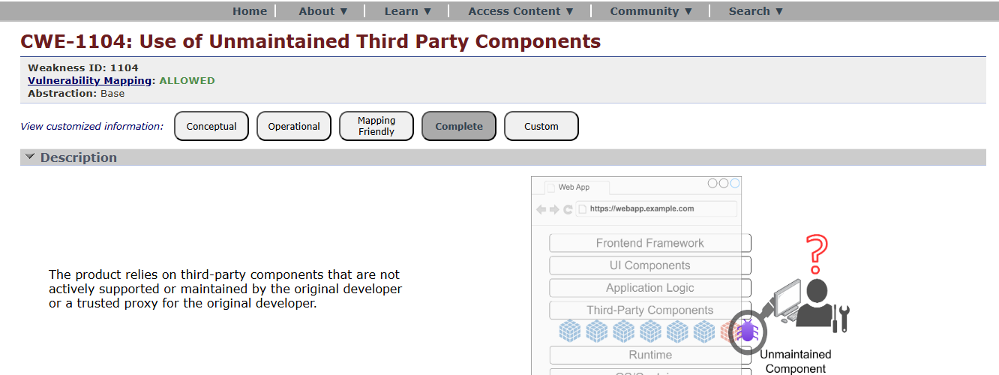 Home About ▼ Learn ▼ Access Content ▼ Community ▼ Search ▼
CWE-1104: Use of Unmaintained Third Party Components
Weakness ID: 1104
Vulnerability Mapping: ALLOWED
Abstraction: Base
View customized information:
Conceptual
Operational
Mapping
Friendly
Complete
Custom
Description
The product relies on third-party components that are not
actively supported or maintained by the original developer
or a trusted proxy for the original developer.
Web App
https://webapp.example.com
Frontend Framework
UI Components
Application Logic
Third-Party Components
?
Runtime
Unmaintained
Component